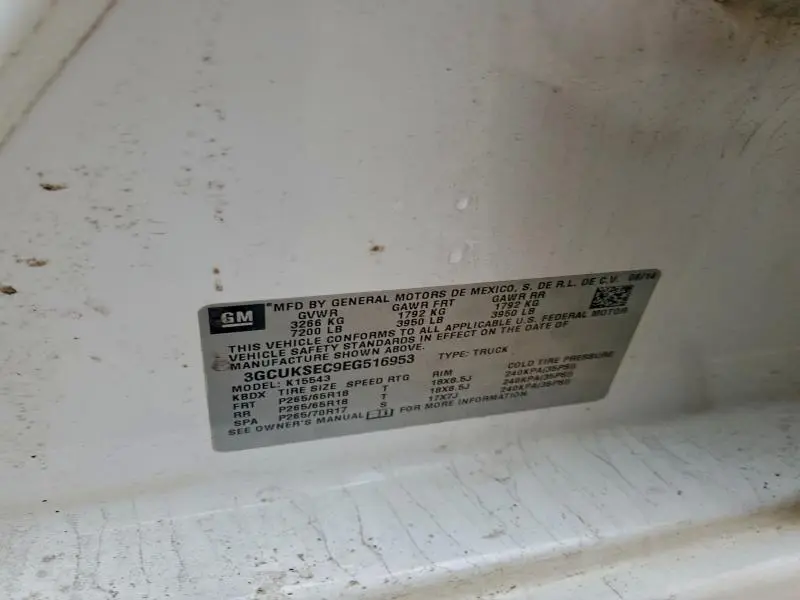 GM
MFD BY GENERAL MOTORS DE MEXICO, S. DE R.L. DE C.V. 08/14
GVWR GAWR FRT GAWR RR
3266 KG 1792 KG 1792 KG
7200 LB 3950 LB 3950 LB
THIS VEHICLE CONFORMS TO ALL APPLICABLE U.S. FEDERAL MOTOR
VEHICLE SAFETY STANDARDS IN EFFECT ON THE DATE OF
MANUFACTURE SHOWN ABOVE.
3GCUKSEC9EG516953 TYPE: TRUCK
MODEL: K15543
KBDX TIRE SIZE SPEED RTG RIM COLD TIRE PRESSURE
FRT P265/65R18 T 18X8.5J 240KPA(35PSI)
RR P265/65R18 T 18X8.5J 240KPA(35PSI)
SPA P265/70R17 S 17X7J 240KPA(35PSI)
SEE OWNER'S MANUAL FOR MORE INFORMATION